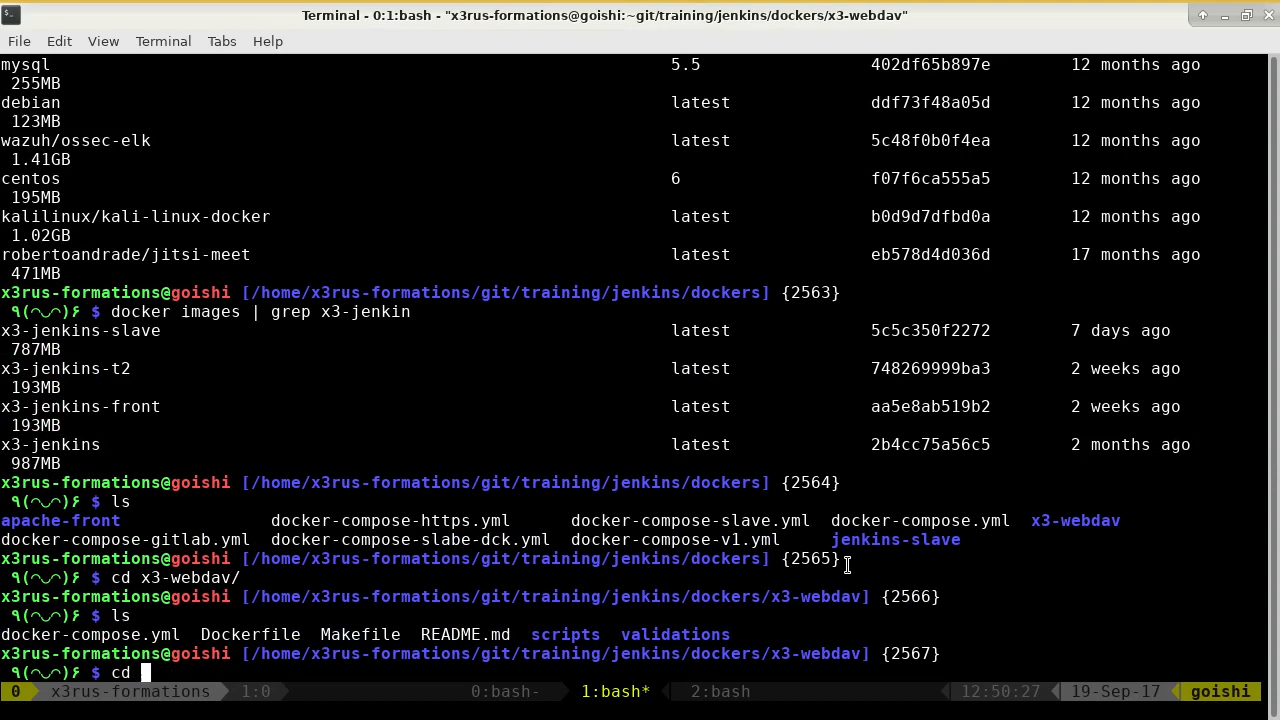 Terminal - 0:1:bash - "x3rus-formations@goishi:~git/training/jenkins/dockers/x3-webdav"
File Edit View Terminal Tabs Help
mysql 5.5 402df65b897e 12 months ago
255MB
debian latest ddf73f48a05d 12 months ago
123MB
wazuh/ossec-elk latest 5c48f0b0f4ea 12 months ago
1.41GB
centos 6 f07f6ca555a5 12 months ago
195MB
kalilinux/kali-linux-docker latest b0d9d7dfbd0a 12 months ago
1.02GB
robertoandrade/jitsi-meet latest eb578d4d036d 17 months ago
471MB
x3rus-formations@goishi [/home/x3rus-formations/git/training/jenkins/dockers] {2563}
٩(◠◡◠)۶ $ docker images | grep x3-jenkin
x3-jenkins-slave latest 5c5c350f2272 7 days ago
787MB
x3-jenkins-t2 latest 748269999ba3 2 weeks ago
193MB
x3-jenkins-front latest aa5e8ab519b2 2 weeks ago
193MB
x3-jenkins latest 2b4cc75a56c5 2 months ago
987MB
x3rus-formations@goishi [/home/x3rus-formations/git/training/jenkins/dockers] {2564}
٩(◠◡◠)۶ $ ls
apache-front docker-compose-https.yml docker-compose-slave.yml docker-compose.yml x3-webdav
docker-compose-gitlab.yml docker-compose-slabe-dck.yml docker-compose-v1.yml jenkins-slave
x3rus-formations@goishi [/home/x3rus-formations/git/training/jenkins/dockers] {2565}
٩(◠◡◠)۶ $ cd x3-webdav/
x3rus-formations@goishi [/home/x3rus-formations/git/training/jenkins/dockers/x3-webdav] {2566}
٩(◠◡◠)۶ $ ls
docker-compose.yml Dockerfile Makefile README.md scripts validations
x3rus-formations@goishi [/home/x3rus-formations/git/training/jenkins/dockers/x3-webdav] {2567}
٩(◠◡◠)۶ $ cd
0 x3rus-formations 1:0 0:bash- 1:bash* 2:bash 12:50:27 19-Sep-17 goishi